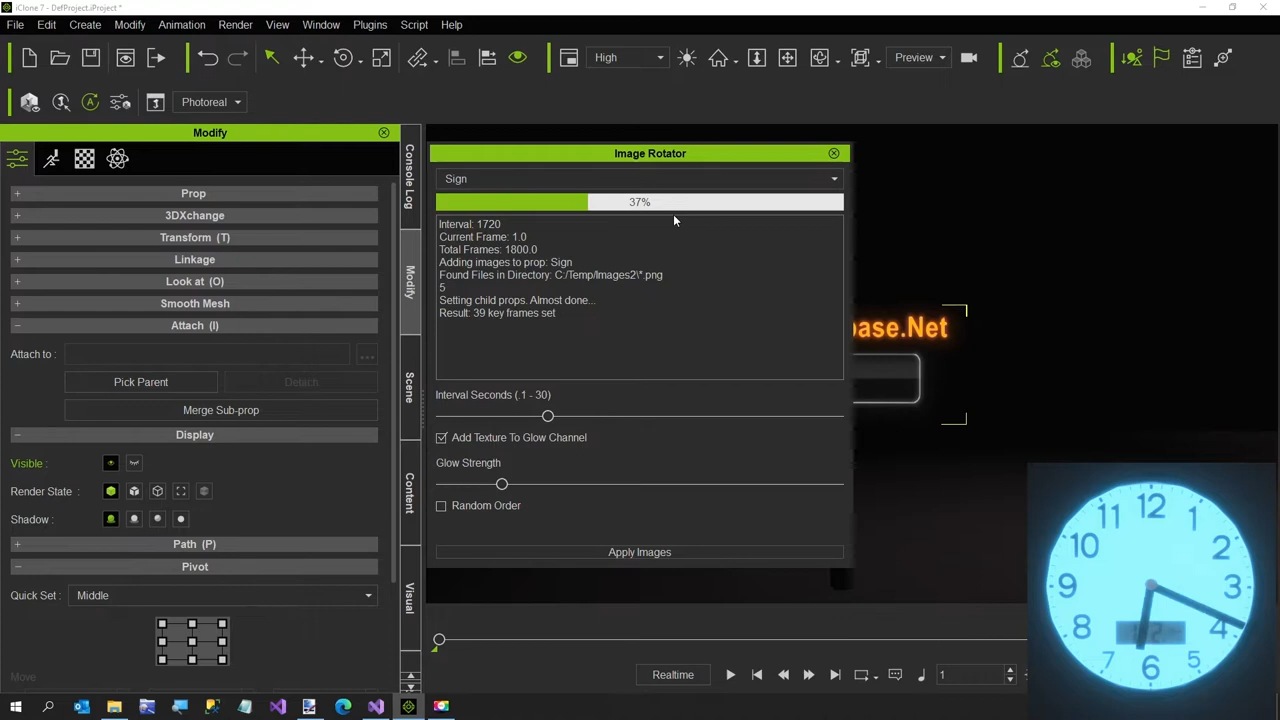 iClone 7 - DefProject.iProject *
File Edit Create Modify Animation Render View Window Plugins Script Help
High
Preview
Photoreal
Modify
Prop
3DXchange
Transform (T)
Linkage
Look at (O)
Smooth Mesh
Attach (I)
Attach to :
Pick Parent Detach
Merge Sub-prop
Display
Visible :
Render State :
Shadow :
Path (P)
Pivot
Quick Set : Middle
Move
Console Log
Modify
Scene
Content
Visual
Image Rotator
Sign
37%
Interval: 1720
Current Frame: 1.0
Total Frames: 1800.0
Adding images to prop: Sign
Found Files in Directory: C:/Temp/Images2\*.png
5
Setting child props. Almost done...
Result: 39 key frames set
Interval Seconds (.1 - 30)
Add Texture To Glow Channel
Glow Strength
Random Order
Apply Images
base.Net
Realtime
1
12
1
2
3
4
5
6
7
8
9
10
11